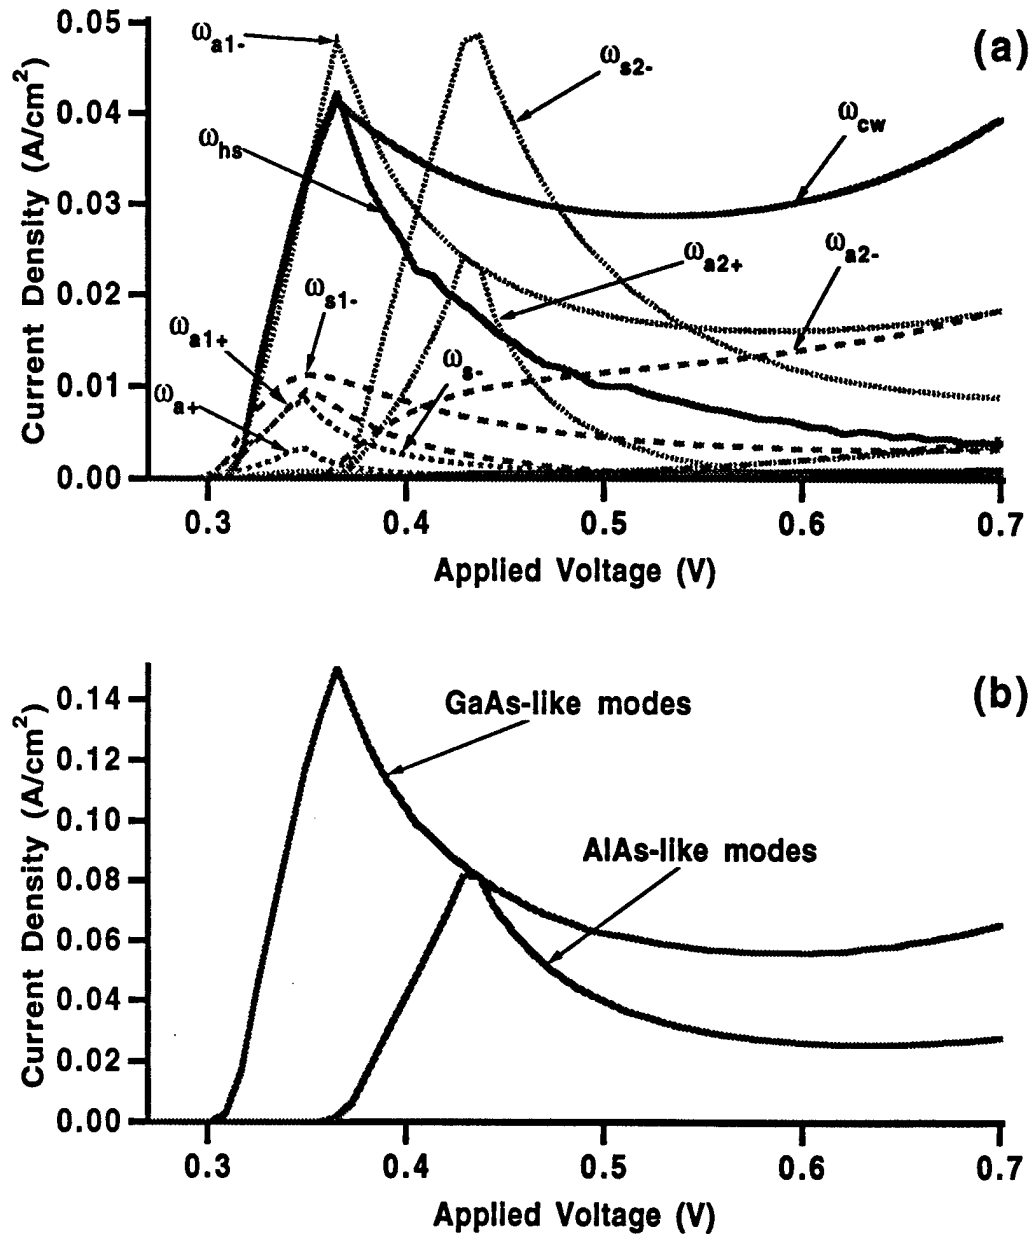 (a)
Current Density (A/cm²)
0.05
0.04
0.03
0.02
0.01
0.00
ωa1-
ωs2-
ωcw
ωhs
ωa2+
ωa2-
ωs1-
ωa1+
ωs-
ωa+
0.3 0.4 0.5 0.6 0.7
Applied Voltage (V)
(b)
Current Density (A/cm²)
0.14
0.12
0.10
0.08
0.06
0.04
0.02
0.00
GaAs-like modes
AlAs-like modes
0.3 0.4 0.5 0.6 0.7
Applied Voltage (V)